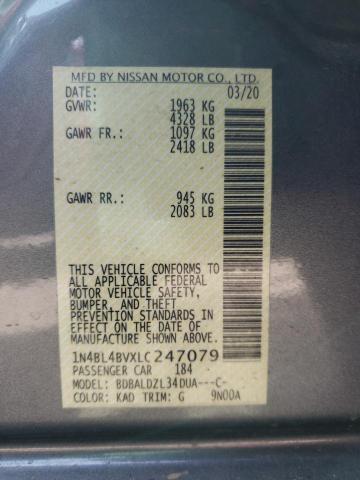 MFD BY NISSAN MOTOR CO., LTD.
DATE: 03/20
GVWR: 1963 KG
4328 LB
GAWR FR.: 1097 KG
2418 LB
GAWR RR.: 945 KG
2083 LB
THIS VEHICLE CONFORMS TO
ALL APPLICABLE FEDERAL
MOTOR VEHICLE SAFETY,
BUMPER, AND THEFT
PREVENTION STANDARDS IN
EFFECT ON THE DATE OF
MANUFACTURE SHOWN ABOVE.
1N4BL4BVXLC247079
PASSENGER CAR 184
MODEL: BDBALDZL34DUA---C-
COLOR: KAD TRIM: G 9N00A